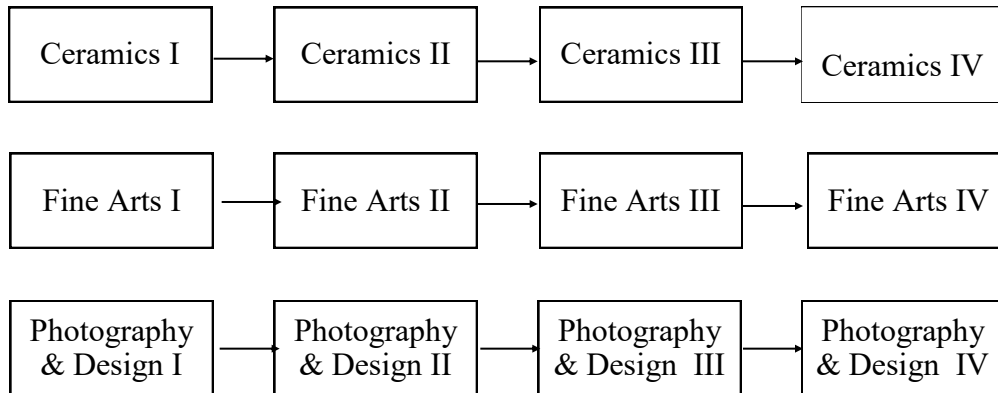 Ceramics I
Ceramics II
Ceramics III
Ceramics IV
Fine Arts I
Fine Arts II
Fine Arts III
Fine Arts IV
Photography
& Design I
Photography
& Design II
Photography
& Design III
Photography
& Design IV